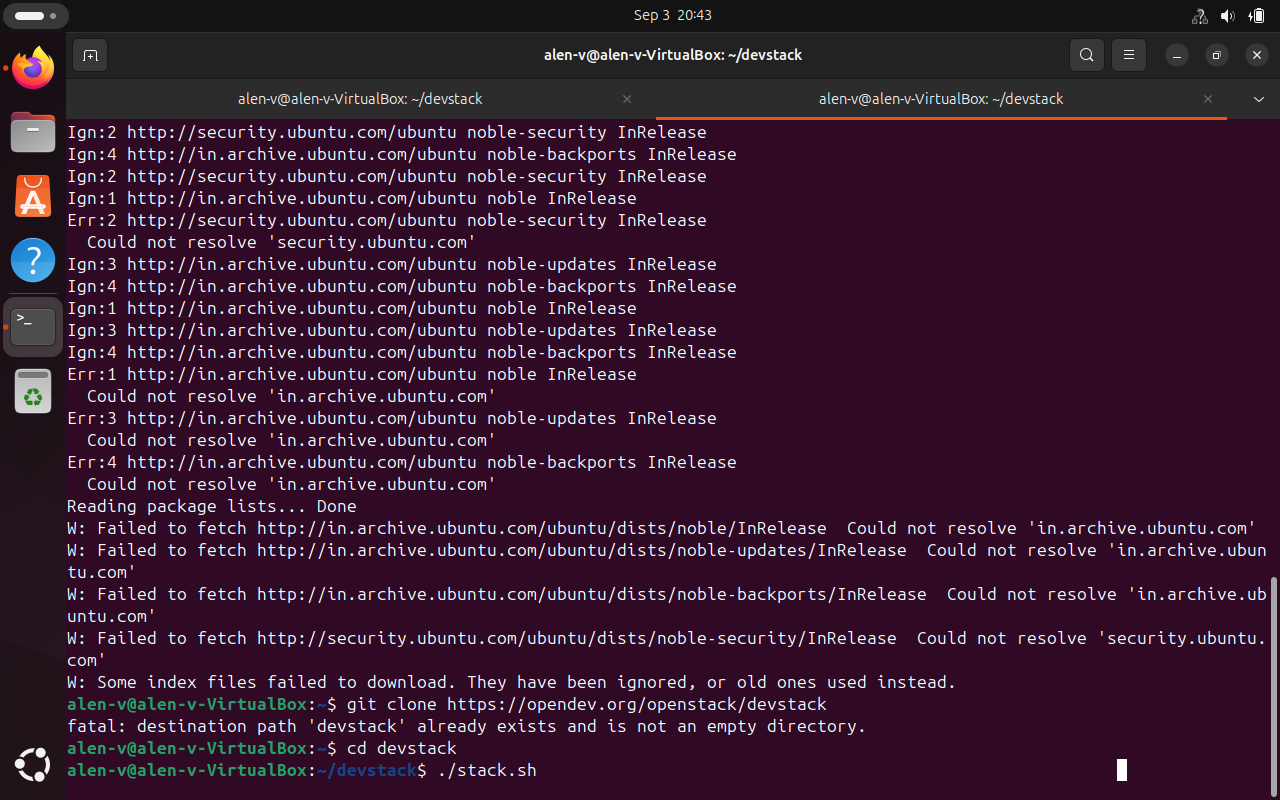 Sep 3 20:43
alen-v@alen-v-VirtualBox: ~/devstack
alen-v@alen-v-VirtualBox: ~/devstack
alen-v@alen-v-VirtualBox: ~/devstack
Ign:2 http://security.ubuntu.com/ubuntu noble-security InRelease
Ign:4 http://in.archive.ubuntu.com/ubuntu noble-backports InRelease
Ign:2 http://security.ubuntu.com/ubuntu noble-security InRelease
Ign:1 http://in.archive.ubuntu.com/ubuntu noble InRelease
Err:2 http://security.ubuntu.com/ubuntu noble-security InRelease
  Could not resolve 'security.ubuntu.com'
Ign:3 http://in.archive.ubuntu.com/ubuntu noble-updates InRelease
Ign:4 http://in.archive.ubuntu.com/ubuntu noble-backports InRelease
Ign:1 http://in.archive.ubuntu.com/ubuntu noble InRelease
Ign:3 http://in.archive.ubuntu.com/ubuntu noble-updates InRelease
Ign:4 http://in.archive.ubuntu.com/ubuntu noble-backports InRelease
Err:1 http://in.archive.ubuntu.com/ubuntu noble InRelease
  Could not resolve 'in.archive.ubuntu.com'
Err:3 http://in.archive.ubuntu.com/ubuntu noble-updates InRelease
  Could not resolve 'in.archive.ubuntu.com'
Err:4 http://in.archive.ubuntu.com/ubuntu noble-backports InRelease
  Could not resolve 'in.archive.ubuntu.com'
Reading package lists... Done
W: Failed to fetch http://in.archive.ubuntu.com/ubuntu/dists/noble/InRelease  Could not resolve 'in.archive.ubuntu.com'
W: Failed to fetch http://in.archive.ubuntu.com/ubuntu/dists/noble-updates/InRelease  Could not resolve 'in.archive.ubun
tu.com'
W: Failed to fetch http://in.archive.ubuntu.com/ubuntu/dists/noble-backports/InRelease  Could not resolve 'in.archive.ub
untu.com'
W: Failed to fetch http://security.ubuntu.com/ubuntu/dists/noble-security/InRelease  Could not resolve 'security.ubuntu.
com'
W: Some index files failed to download. They have been ignored, or old ones used instead.
alen-v@alen-v-VirtualBox:~$ git clone https://opendev.org/openstack/devstack
fatal: destination path 'devstack' already exists and is not an empty directory.
alen-v@alen-v-VirtualBox:~$ cd devstack
alen-v@alen-v-VirtualBox:~/devstack$ ./stack.sh